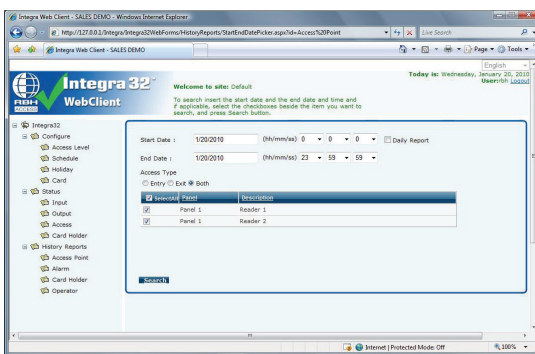 Integra Web Client - SALES DEMO - Windows Internet Explorer
http://127.0.0.1/Integra/Integra32WebForms/HistoryReports/StartEndDatePicker.aspx?id=Access%20Point
Live Search
Integra Web Client - SALES DEMO
Page Tools
English
Today is: Wednesday, January 20, 2010
User:rbh Logout
RBH ACCESS
Integra 32
WebClient
Welcome to site: Default
To search insert the start date and the end date and time and
if applicable, select the checkboxes beside the item you want to
search, and press Search button.
Integra32
Configure
Access Level
Schedule
Holiday
Card
Status
Input
Output
Access
Card Holder
History Reports
Access Point
Alarm
Card Holder
Operator
Start Date : 1/20/2010 (hh/mm/ss) 0 0 0 Daily Report
End Date : 1/20/2010 (hh/mm/ss) 23 59 59
Access Type
Entry Exit Both
SelectAll Panel Description
Panel 1 Reader 1
Panel 1 Reader 2
Search
Internet | Protected Mode: Off 100%